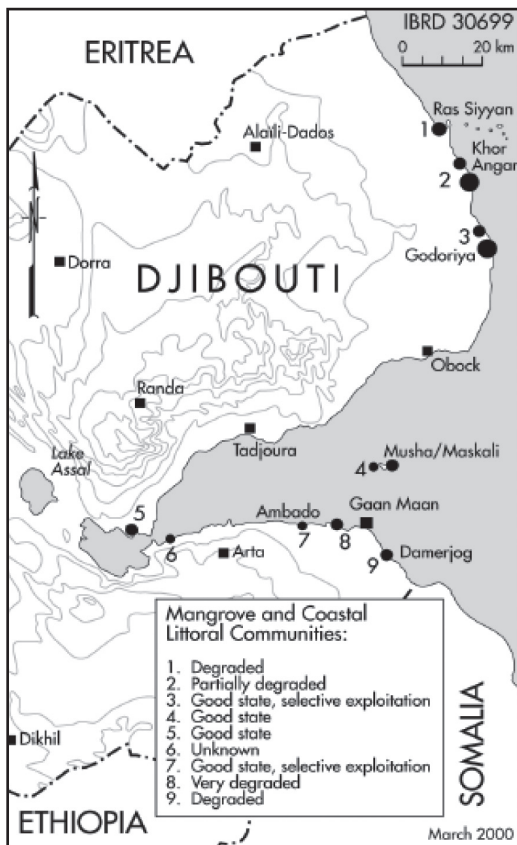 IBRD 30699
0 20 km
ERITREA
Ras Siyyan
1
Alaïli-Dados
Khor
Angar
2
3
Godoriya
Dorra
DJIBOUTI
Obock
Randa
Tadjoura
Lake
Assal
4
Musha/Maskali
Ambado
Gaan Maan
5
6
Arta
7
8
9
Damerjog
Mangrove and Coastal
Littoral Communities:
1. Degraded
2. Partially degraded
3. Good state, selective exploitation
4. Good state
5. Good state
6. Unknown
7. Good state, selective exploitation
8. Very degraded
9. Degraded
SOMALIA
Dikhil
ETHIOPIA
March 2000